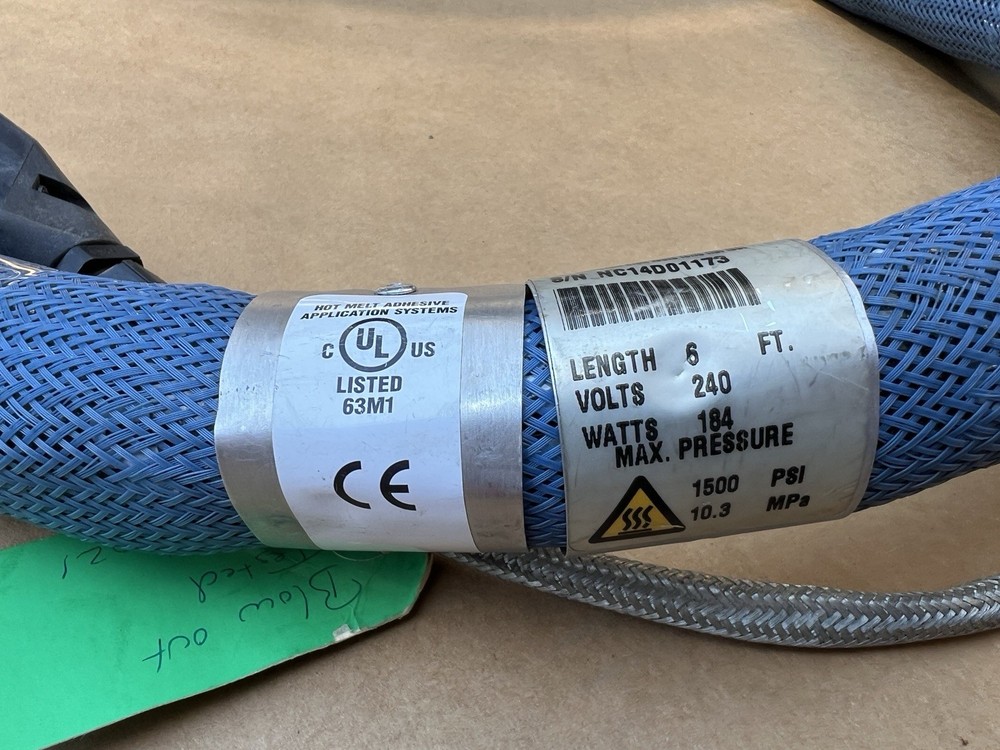 HOT MELT ADHESIVE
APPLICATION SYSTEMS
C UL US
LISTED
63M1
CE
S/N NC14D01173
LENGTH 6 FT.
VOLTS 240
WATTS 184
MAX. PRESSURE
1500 PSI
10.3 MPa
Blow out
Tested